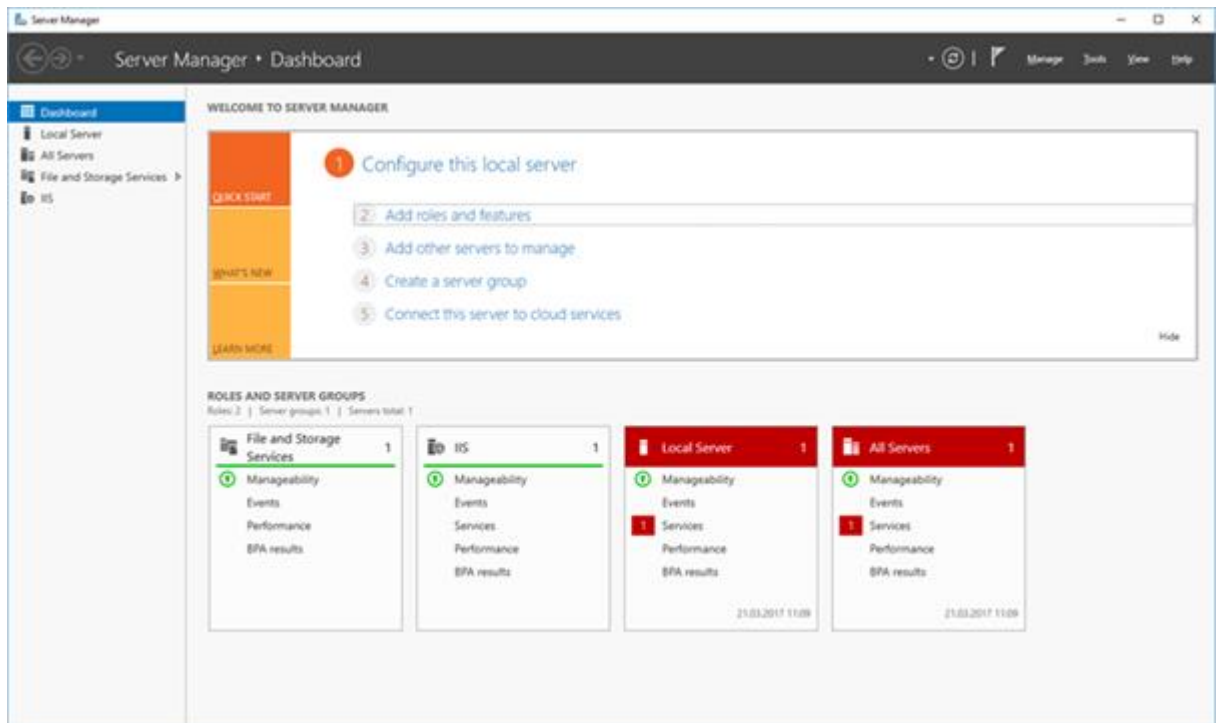 Server Manager
Server Manager • Dashboard
Manage Tools View Help
Dashboard
Local Server
All Servers
File and Storage Services
IIS
WELCOME TO SERVER MANAGER
QUICK START
WHAT'S NEW
LEARN MORE
1 Configure this local server
2 Add roles and features
3 Add other servers to manage
4 Create a server group
5 Connect this server to cloud services
Hide
ROLES AND SERVER GROUPS
Roles: 2 | Server groups: 1 | Servers total: 1
File and Storage Services 1
Manageability
Events
Performance
BPA results
IIS 1
Manageability
Events
Services
Performance
BPA results
Local Server 1
Manageability
Events
1 Services
Performance
BPA results
21.03.2017 11:09
All Servers 1
Manageability
Events
1 Services
Performance
BPA results
21.03.2017 11:09